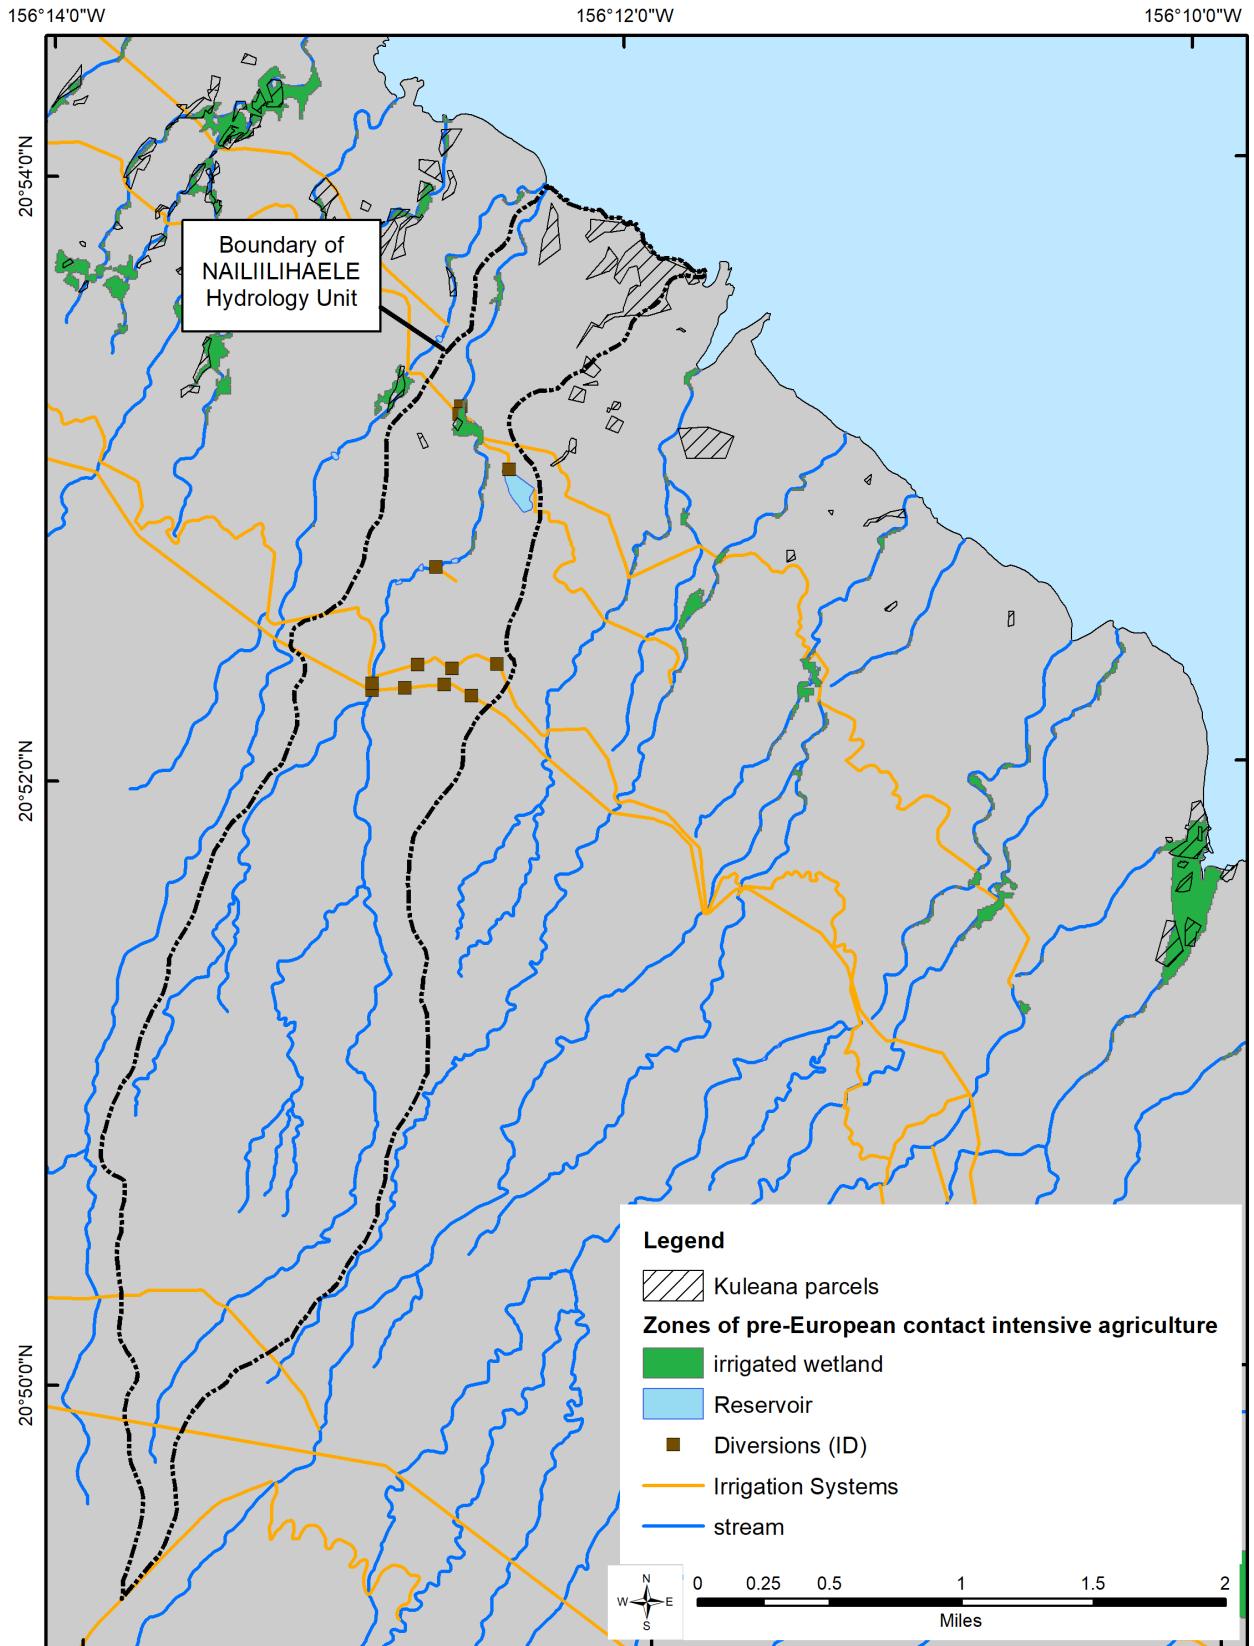 156°14'0"W
156°12'0"W
156°10'0"W
20°54'0"N
Boundary of
NAILIILIHAELE
Hydrology Unit
20°52'0"N
20°50'0"N
Legend
Kuleana parcels
Zones of pre-European contact intensive agriculture
irrigated wetland
Reservoir
Diversions (ID)
Irrigation Systems
stream
N
W E
S
0 0.25 0.5 1 1.5 2
Miles